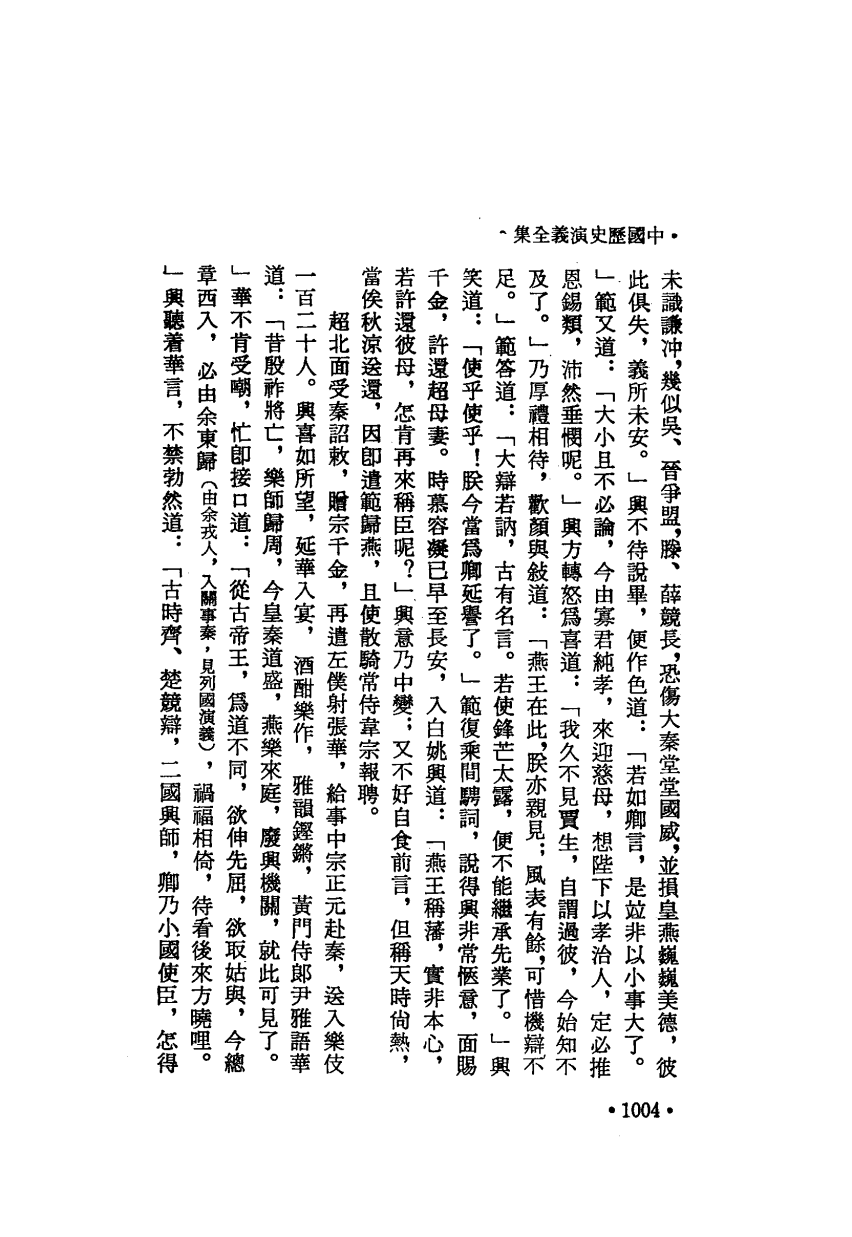 •中國歷史演義全集^
未識謙冲，幾似吳、晉爭盟，滕、薛競長，恐傷大秦堂堂國威，並損皇燕巍巍美德，彼
此俱失，義所未安。」興不待說畢，便作色道：「若如卿言，是竝非以小事大了。
」範又道：「大小且不必論，今由寡君純孝，來迎慈母，想陛下以孝治人，定必推
恩錫類，沛然垂憫呢。」興方轉怒爲喜道：「我久不見賈生，自謂過彼，今始知不
及了。」乃厚禮相待，歡顏與敍道：「燕王在此，朕亦親見；風表有餘，可惜機辯不
足。」範答道：「大辯若訥，古有名言。若使鋒芒太露，便不能繼承先業了。」興
笑道：「使乎使乎！朕今當爲卿延譽了。」範復乘間騁詞，說得興非常愜意，面賜
千金，許還超母妻。時慕容凝已早至長安，入白姚興道：「燕王稱藩，實非本心，
若許還彼母，怎肯再來稱臣呢？」興意乃中變；又不好自食前言，但稱天時尙熱，
當俟秋涼送還，因卽遣範歸燕，且使散騎常侍韋宗報聘。
超北面受秦詔敕，贈宗千金，再遣左僕射張華，給事中宗正元赴秦，送入樂伎
一百二十人。興喜如所望，延華入宴，酒酣樂作，雅韻鏗鏘，黃門侍郎尹雅語華
道：「昔殷祚將亡，樂師歸周，今皇秦道盛，燕樂來庭，廢興機關，就此可見了。
」華不肯受嘲，忙卽接口道：「從古帝王，爲道不同，欲伸先屈，欲取姑與，今總
章西入，必由余東歸（由余戎人，入關事秦，見列國演義），禍福相倚，待看後來方曉哩。
」興聽着華言，不禁勃然道：「古時齊、楚競辯，二國興師，卿乃小國使臣，怎得
•1004•